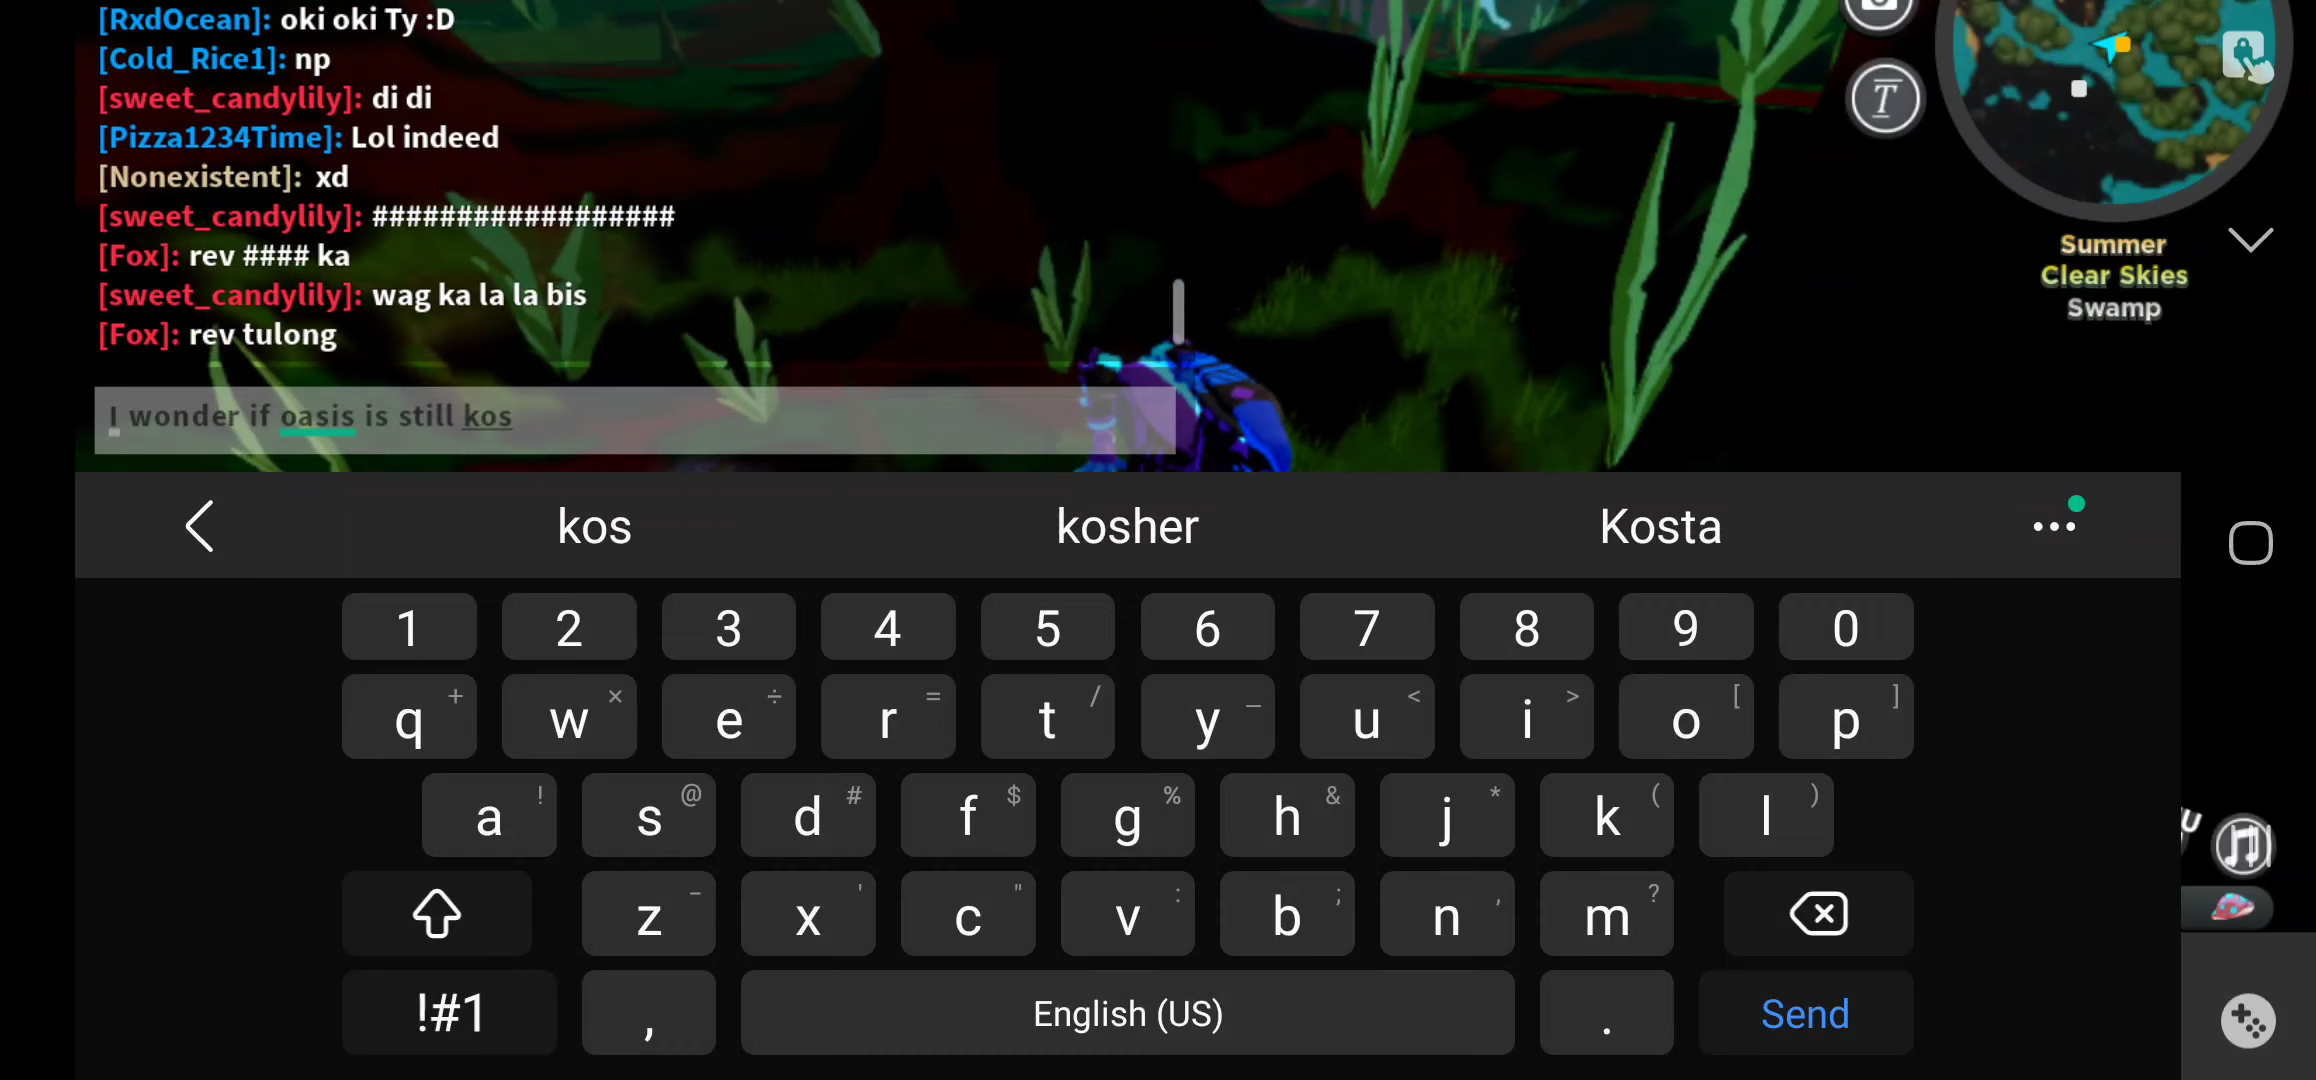 [RxdOcean]: oki oki Ty :D
[Cold_Rice1]: np
[sweet_candylily]: di di
[Pizza1234Time]: Lol indeed
[Nonexistent]: xd
[sweet_candylily]: ##################
[Fox]: rev #### ka
[sweet_candylily]: wag ka la la bis
[Fox]: rev tulong
I wonder if oasis is still kos
T
Summer
Clear Skies
Swamp
kos kosher Kosta ...
1 2 3 4 5 6 7 8 9 0
+ × ÷ = / _ < > [ ]
q w e r t y u i o p
! @ # $ % & * ( )
a s d f g h j k l
- ' " : ; , ?
z x c v b n m
!#1 , English (US) . Send